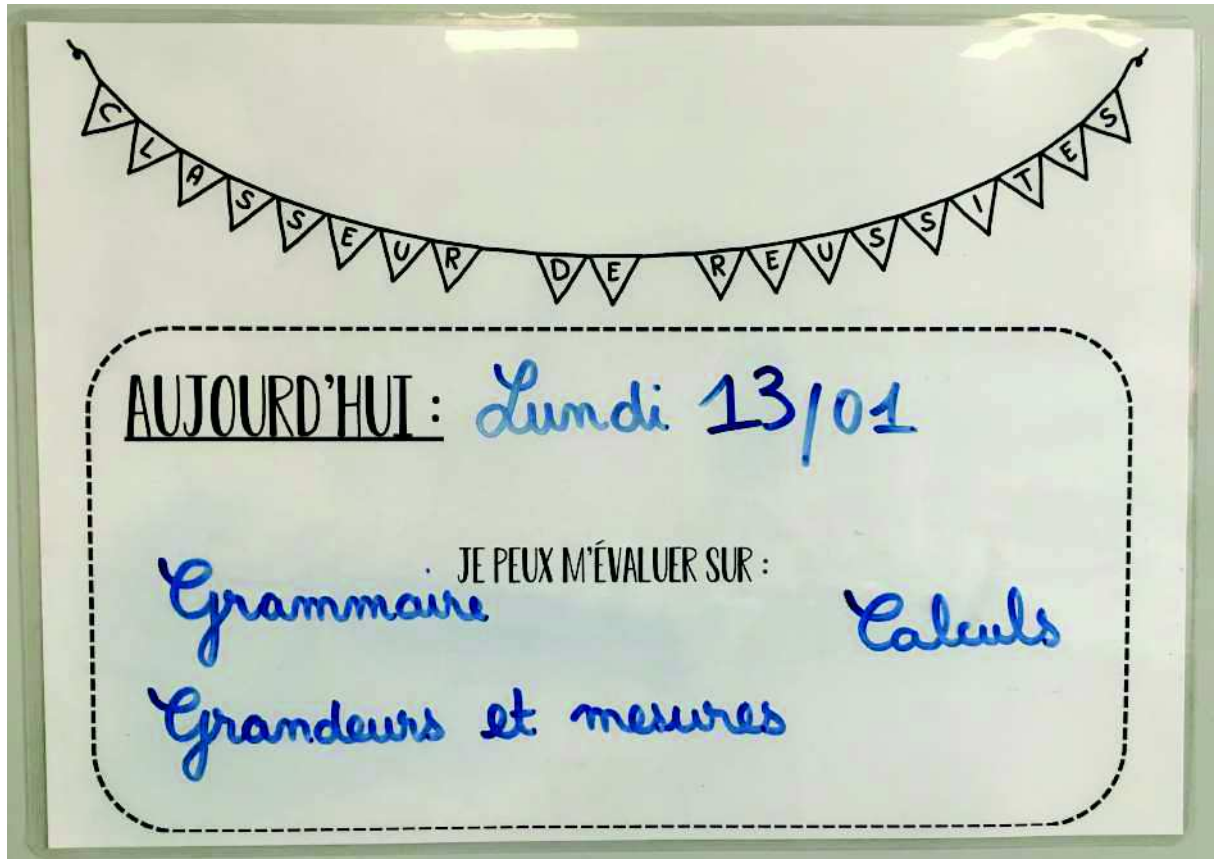 CLASSEUR DE REUSSITES
AUJOURD'HUI : Lundi 13/01
JE PEUX M'ÉVALUER SUR :
Grammaire
Calculs
Grandeurs et mesures